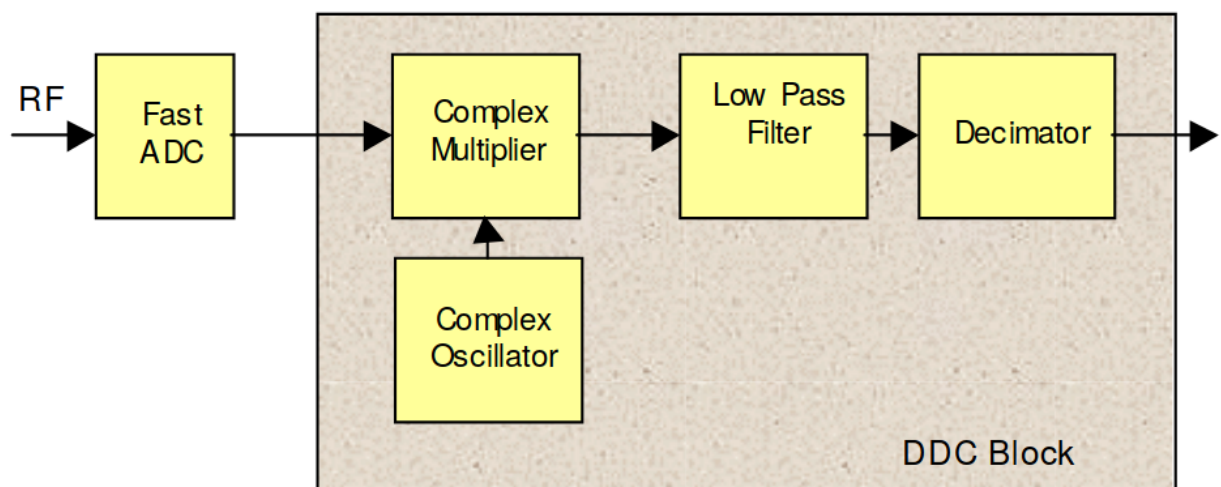 RF
Fast
ADC
Complex
Multiplier
Low Pass
Filter
Decimator
Complex
Oscillator
DDC Block